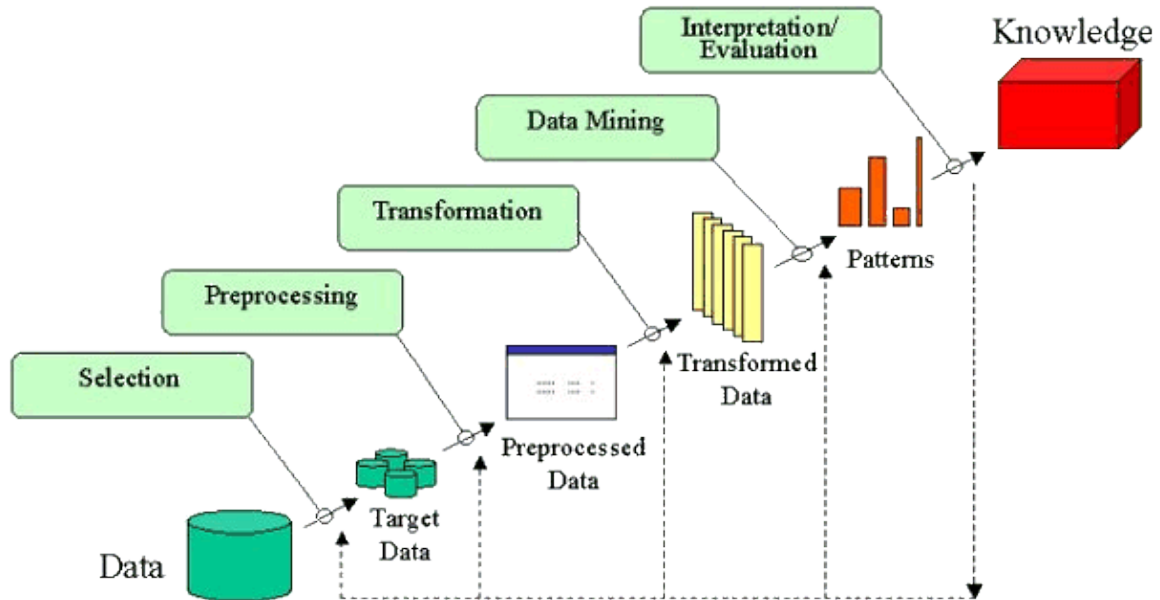 Interpretation/
Evaluation
Knowledge
Data Mining
Transformation
Patterns
Preprocessing
Transformed
Data
Selection
Preprocessed
Data
Target
Data
Data